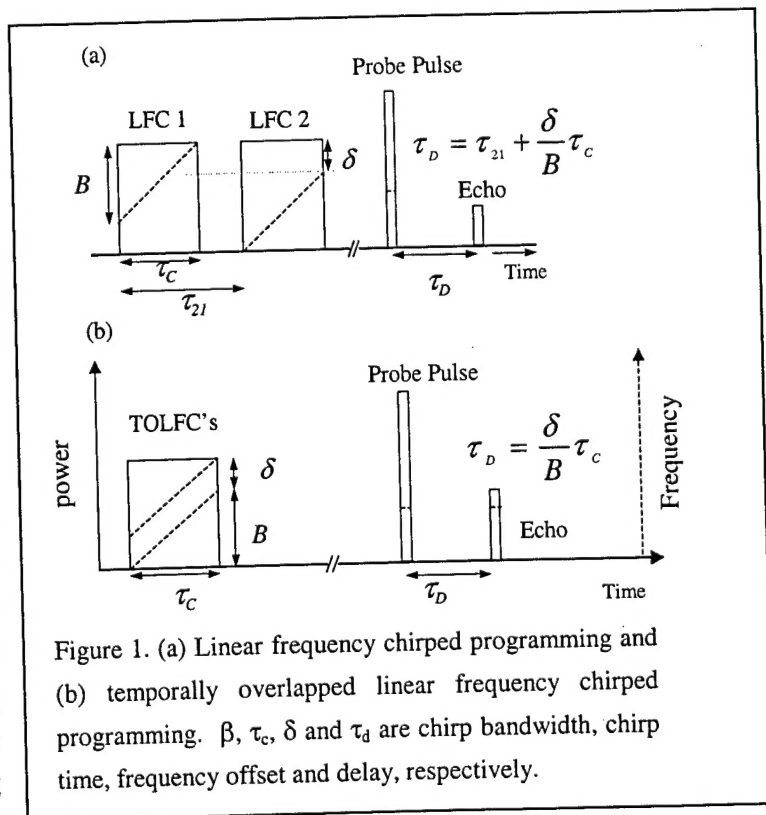 (a)
Probe Pulse
LFC 1
LFC 2
B
δ
τ_D = τ_21 + δ/B τ_C
Echo
τ_C
τ_D
Time
τ_21
(b)
Probe Pulse
TOLFC's
power
δ
B
τ_D = δ/B τ_C
Echo
Frequency
τ_C
τ_D
Time
Figure 1. (a) Linear frequency chirped programming and
(b) temporally overlapped linear frequency chirped
programming. β, τ_c, δ and τ_d are chirp bandwidth, chirp
time, frequency offset and delay, respectively.